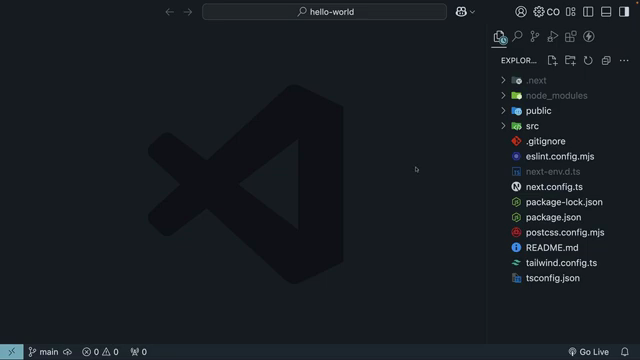 hello-world
CO
EXPLOR...
.next
node_modules
public
src
.gitignore
eslint.config.mjs
next-env.d.ts
next.config.ts
package-lock.json
package.json
postcss.config.mjs
README.md
tailwind.config.ts
tsconfig.json
main 0 0 0 Go Live